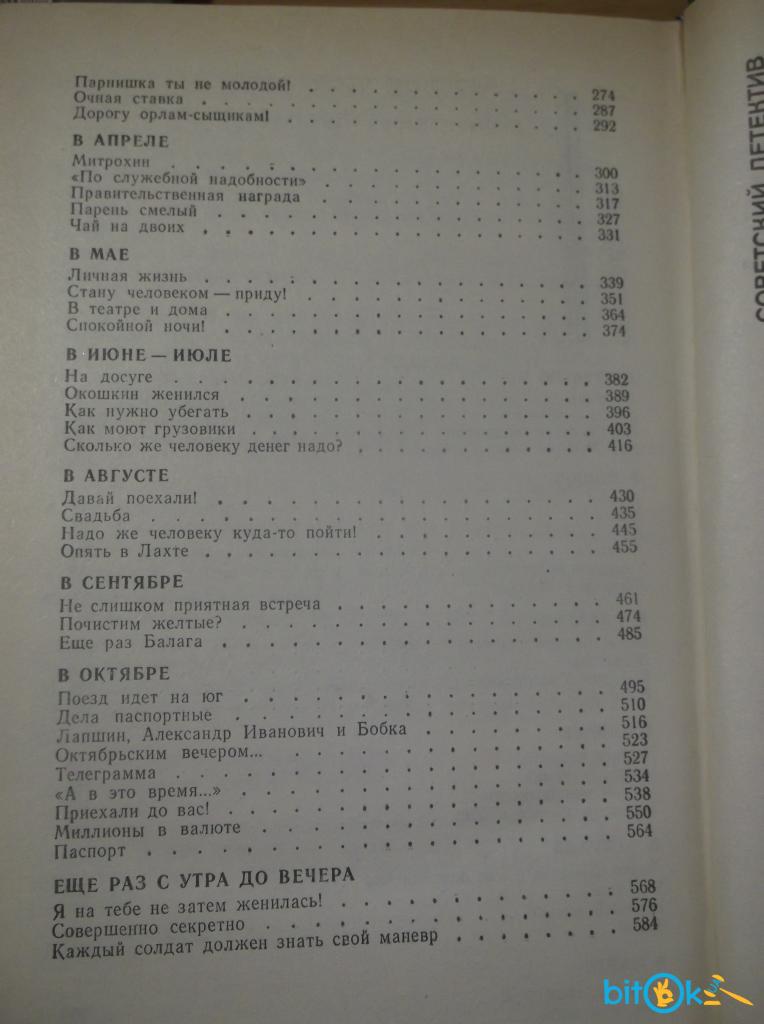 Парнишка ты не молодой! . . . . . . . . . . . 274
Очная ставка . . . . . . . . . . . . . . . 287
Дорогу орлам-сыщикам! . . . . . . . . . . . 292
В АПРЕЛЕ
Митрохин . . . . . . . . . . . . . . . . 300
«По служебной надобности» . . . . . . . . . . 313
Правительственная награда . . . . . . . . . . 317
Парень смелый . . . . . . . . . . . . . . 327
Чай на двоих . . . . . . . . . . . . . . . 331
В МАЕ
Личная жизнь . . . . . . . . . . . . . . . 339
Стану человеком — приду! . . . . . . . . . . 351
В театре и дома . . . . . . . . . . . . . . 364
Спокойной ночи! . . . . . . . . . . . . . . 374
В ИЮНЕ — ИЮЛЕ
На досуге . . . . . . . . . . . . . . . . 382
Окошкин женился . . . . . . . . . . . . . . 389
Как нужно убегать . . . . . . . . . . . . . 396
Как моют грузовики . . . . . . . . . . . . . 403
Сколько же человеку денег надо? . . . . . . . . 416
В АВГУСТЕ
Давай поехали! . . . . . . . . . . . . . . 430
Свадьба . . . . . . . . . . . . . . . . . 435
Надо же человеку куда-то пойти! . . . . . . . . 445
Опять в Лахте . . . . . . . . . . . . . . . 455
В СЕНТЯБРЕ
Не слишком приятная встреча . . . . . . . . . . 461
Почистим желтые? . . . . . . . . . . . . . . 474
Еще раз Балага . . . . . . . . . . . . . . 485
В ОКТЯБРЕ
Поезд идет на юг . . . . . . . . . . . . . . 495
Дела паспортные . . . . . . . . . . . . . . 510
Лапшин, Александр Иванович и Бобка . . . . . . . 516
Октябрьским вечером... . . . . . . . . . . . . 523
Телеграмма . . . . . . . . . . . . . . . . 527
«А в это время...» . . . . . . . . . . . . . 534
Приехали до вас! . . . . . . . . . . . . . . 538
Миллионы в валюте . . . . . . . . . . . . . 550
Паспорт . . . . . . . . . . . . . . . . . 564
ЕЩЕ РАЗ С УТРА ДО ВЕЧЕРА
Я на тебе не затем женилась! . . . . . . . . . . 568
Совершенно секретно . . . . . . . . . . . . . 576
Каждый солдат должен знать свой маневр . . . . . . 584
СОВЕТСКИЙ ДЕТЕКТИВ
bitok